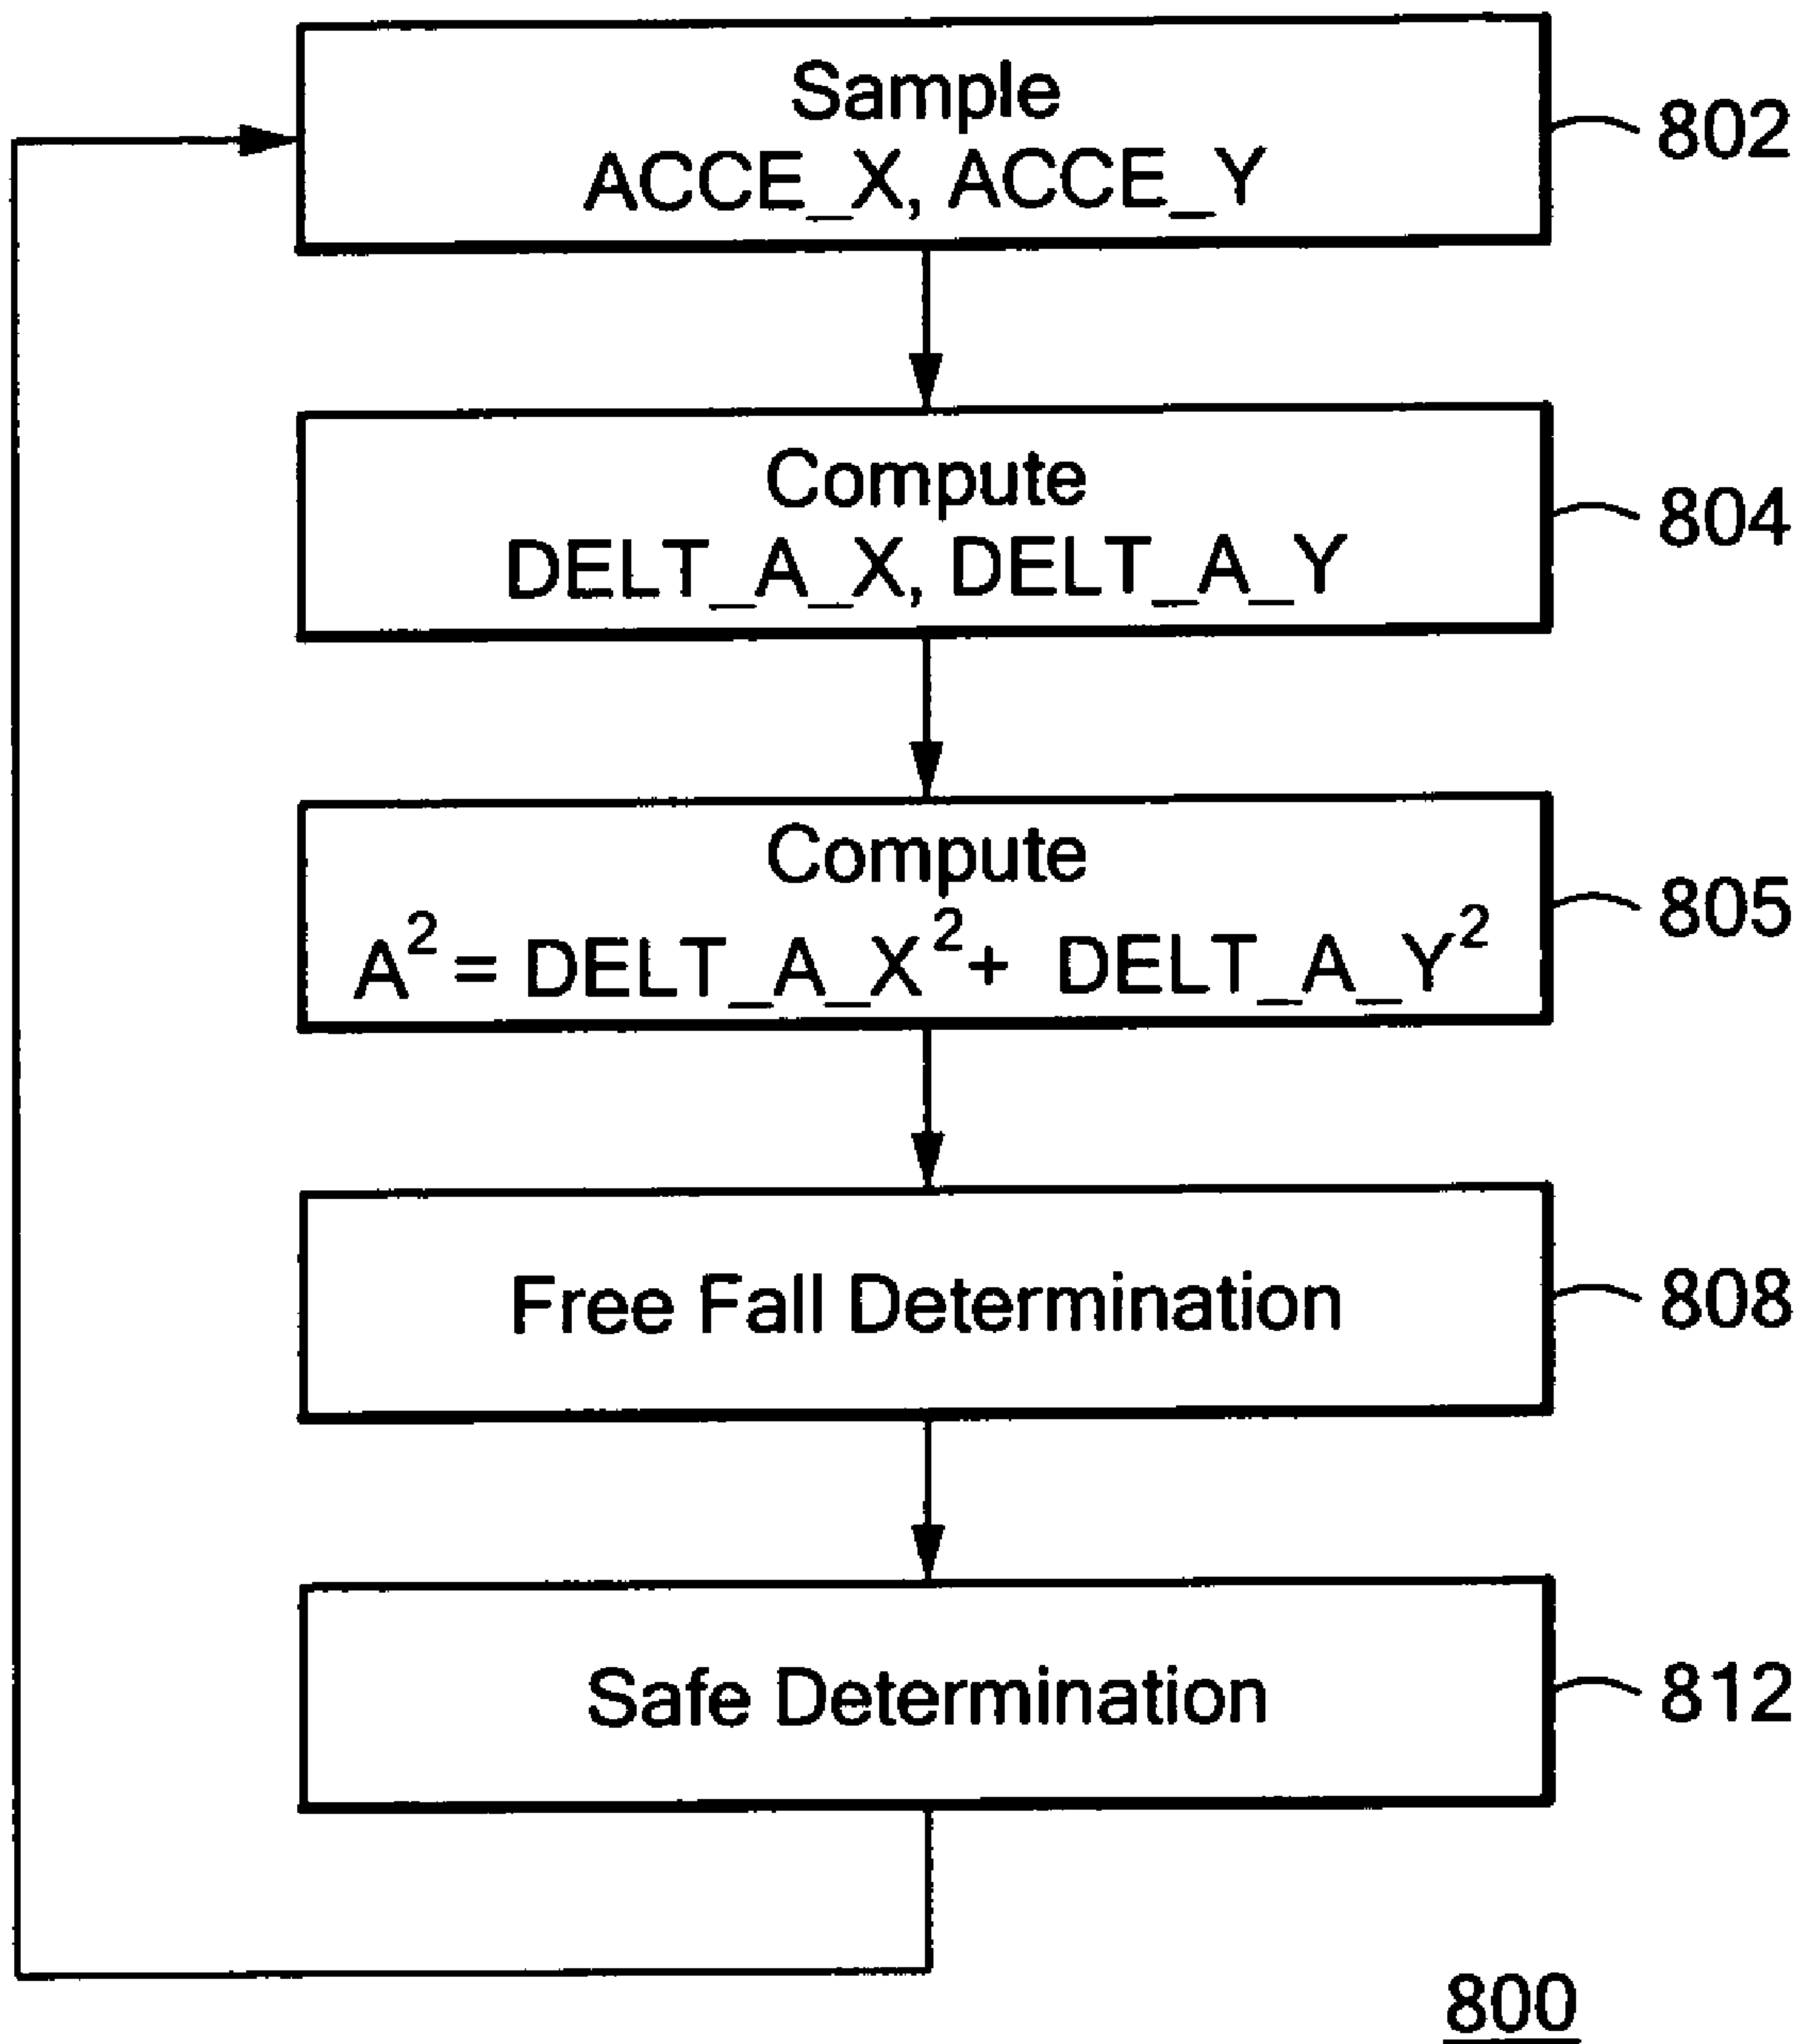 Sample
ACCE_X, ACCE_Y
802
Compute
DELT_A_X, DELT_A_Y
804
Compute
A² = DELT_A_X² + DELT_A_Y²
805
Free Fall Determination
808
Safe Determination
812
800